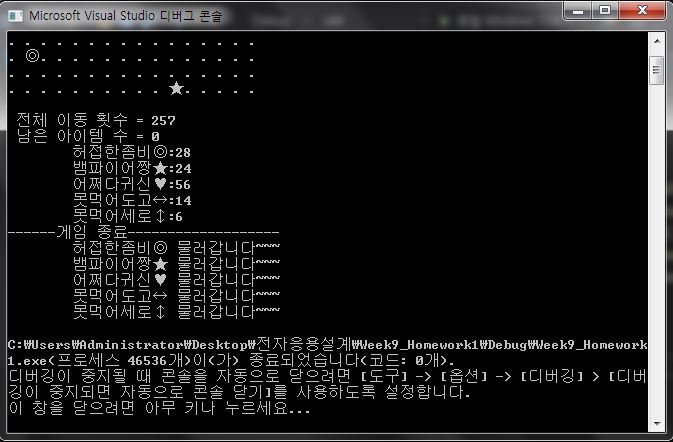 Microsoft Visual Studio 디버그 콘솔
. . . . . . . . . . . . . . . .
. ◎. . . . . . . . . . . . . .
. . . . . . . . . . . . . . . .
. . . . . . . . . . ★. . . . .
전체 이동 횟수 = 257
남은 아이템 수 = 0
허접한좀비◎:28
뱀파이어짱★:24
어쩌다귀신♥:56
못먹어도고↔:14
못먹어세로↕:6
------게임 종료-------------------
허접한좀비◎ 물러갑니다~~~
뱀파이어짱★ 물러갑니다~~~
어쩌다귀신♥ 물러갑니다~~~
못먹어도고↔ 물러갑니다~~~
못먹어세로↕ 물러갑니다~~~
C:₩Users₩Administrator₩Desktop₩전자응용설계₩Week9_Homework1₩Debug₩Week9_Homework
1.exe(프로세스 46536개)이(가) 종료되었습니다(코드: 0개).
디버깅이 중지될 때 콘솔을 자동으로 닫으려면 [도구] -> [옵션] -> [디버깅] > [디버
깅이 중지되면 자동으로 콘솔 닫기]를 사용하도록 설정합니다.
이 창을 닫으려면 아무 키나 누르세요...